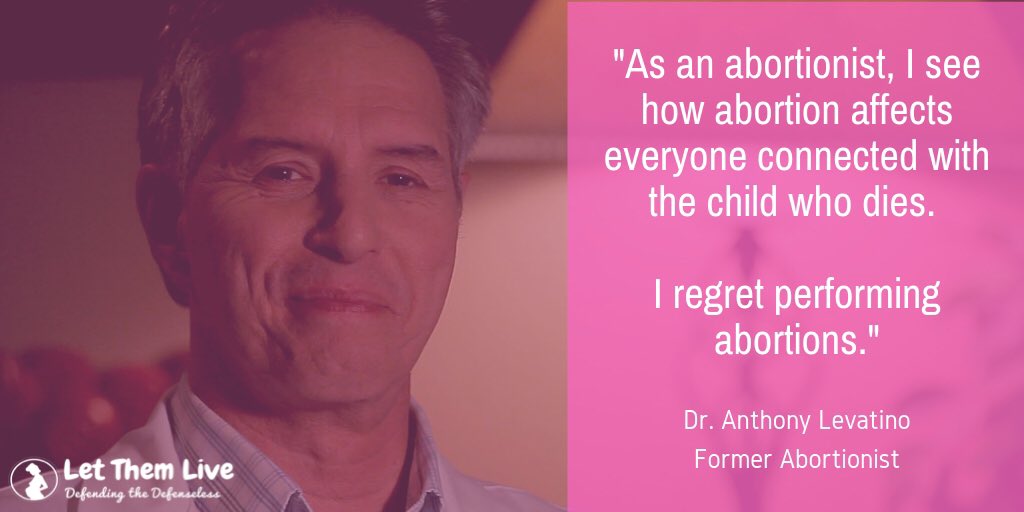 "As an abortionist, I see
how abortion affects
everyone connected with
the child who dies.
I regret performing
abortions."
Dr. Anthony Levatino
Former Abortionist
Let Them Live
Defending the Defenseless